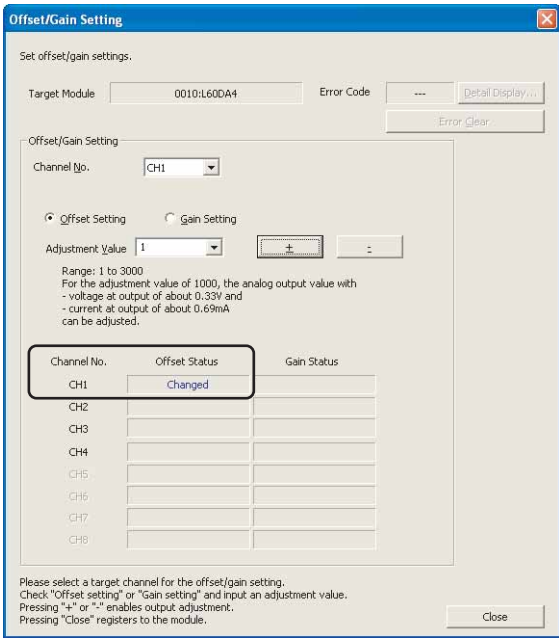 Offset/Gain Setting
Set offset/gain settings.
Target Module 0010:L60DA4 Error Code --- Detail Display...
Error Clear
Offset/Gain Setting
Channel No. CH1
Offset Setting Gain Setting
Adjustment Value 1 + -
Range: 1 to 3000
For the adjustment value of 1000, the analog output value with
- voltage at output of about 0.33V and
- current at output of about 0.69mA
can be adjusted.
Channel No. Offset Status Gain Status
CH1 Changed
CH2
CH3
CH4
CH5
CH6
CH7
CH8
Please select a target channel for the offset/gain setting.
Check "Offset setting" or "Gain setting" and input an adjustment value.
Pressing "+" or "-" enables output adjustment.
Pressing "Close" registers to the module.
Close